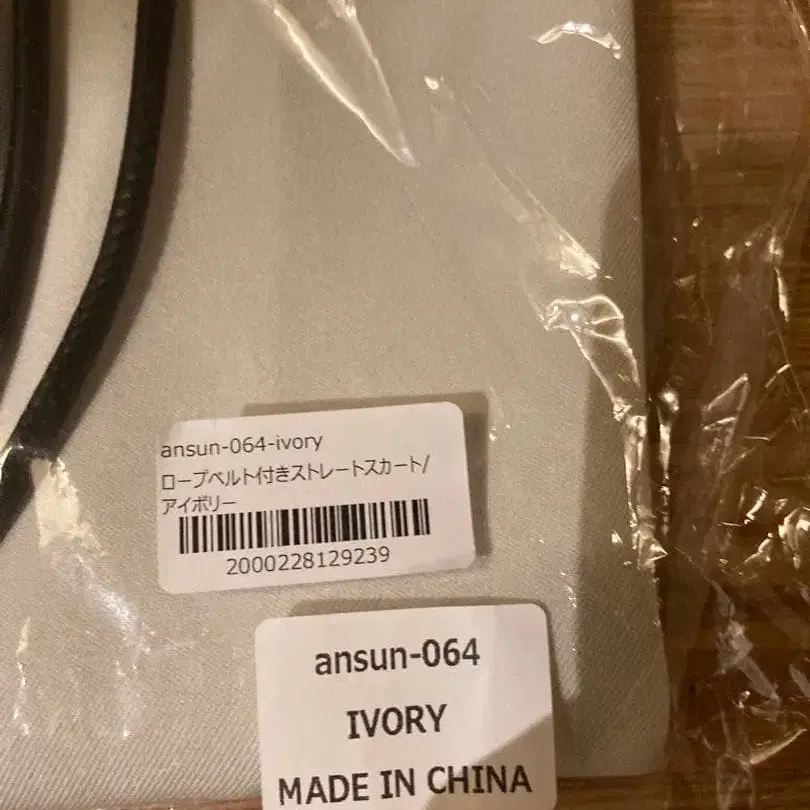 ansun-064-ivory
ロープベルト付きストレートスカート/
アイボリー
2000228129239
ansun-064
IVORY
MADE IN CHINA